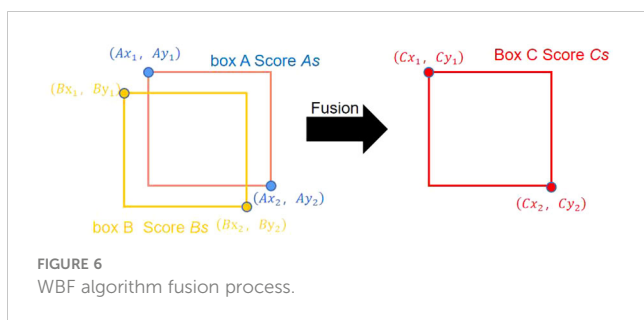 (Ax₁, Ay₁)
box A Score As
(Bx₁, By₁)
(Ax₂, Ay₂)
box B Score Bs (Bx₂, By₂)
Fusion
(Cx₁, Cy₁)
Box C Score Cs
(Cx₂, Cy₂)
FIGURE 6
WBF algorithm fusion process.